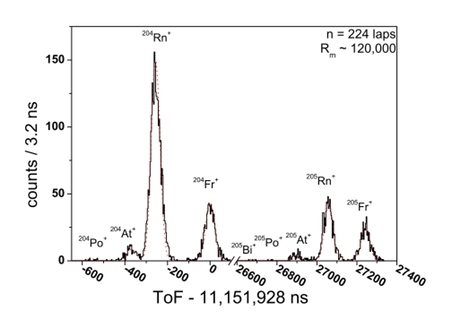 n = 224 laps
R_m ~ 120,000
²⁰⁴Rn⁺
150
100
50
0
counts / 3.2 ns
²⁰⁴Po⁺
²⁰⁴At⁺
²⁰⁴Fr⁺
²⁰⁵Bi⁺
²⁰⁵Po⁺
²⁰⁵At⁺
²⁰⁵Rn⁺
²⁰⁵Fr⁺
-600 -400 -200 0 26600 26800 27000 27200 27400
ToF - 11,151,928 ns